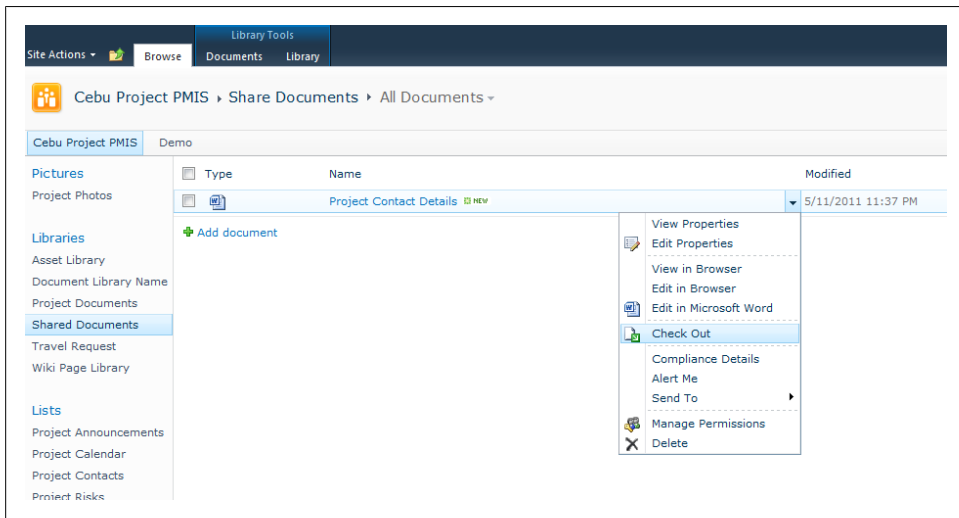 Library Tools
Site Actions Browse Documents Library
Cebu Project PMIS Share Documents All Documents
Cebu Project PMIS Demo
Pictures
Project Photos
Libraries
Asset Library
Document Library Name
Project Documents
Shared Documents
Travel Request
Wiki Page Library
Lists
Project Announcements
Project Calendar
Project Contacts
Project Risks
Type Name Modified
Project Contact Details NEW 5/11/2011 11:37 PM
Add document
View Properties
Edit Properties
View in Browser
Edit in Browser
Edit in Microsoft Word
Check Out
Compliance Details
Alert Me
Send To
Manage Permissions
Delete